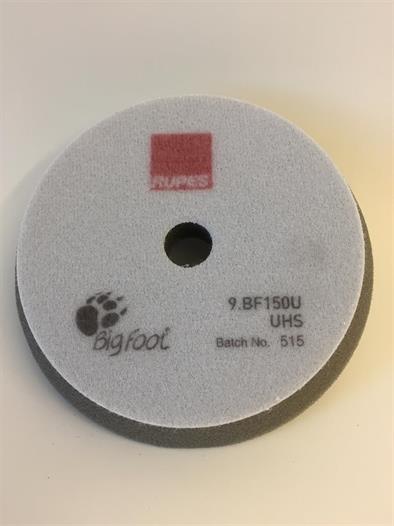 RUPES
9.BF150U
UHS
BigFoot
Batch No. 515